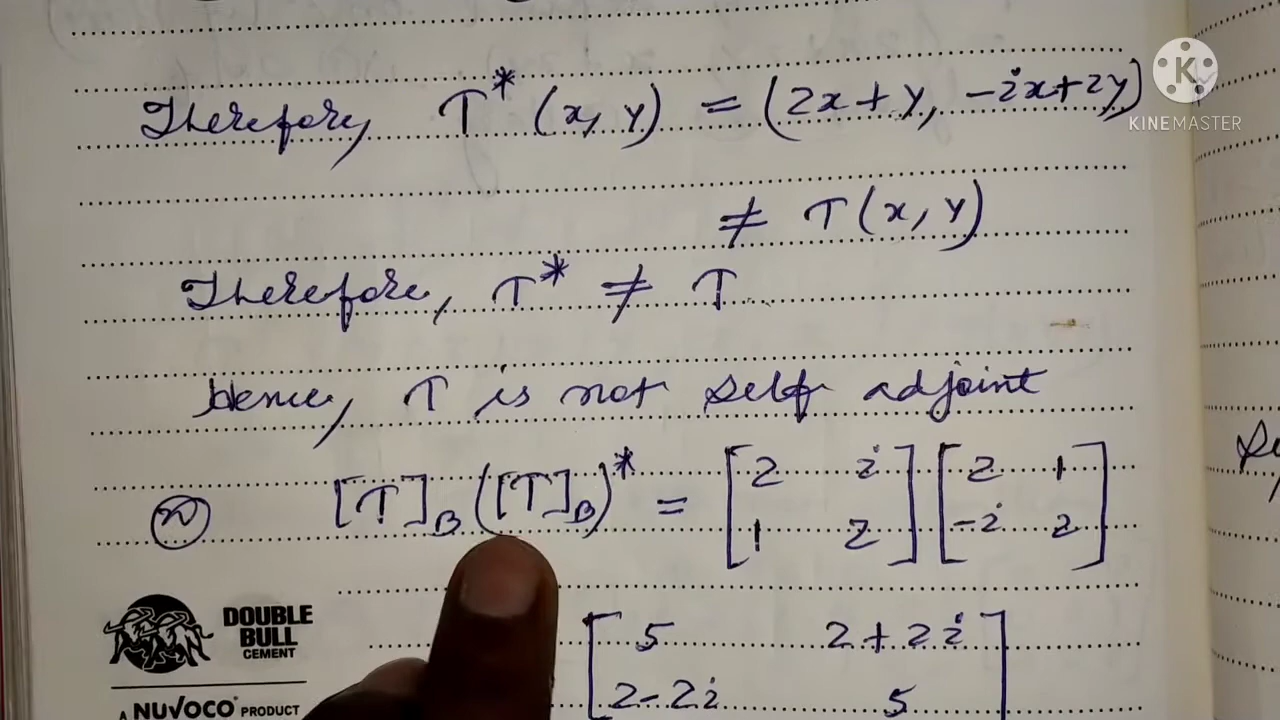 Therefore, T* (x, y) = (2x+y, -ix+2y)
≠ T(x, y)
Therefore, T* ≠ T
Hence, T is not self adjoint
[T]B ([T]B)* = [2 i] [2 1]
[1 2] [-i 2]
[5 2+2i]
[2-2i 5]
DOUBLE
BULL
CEMENT
A NUVOCO PRODUCT
K
KINEMASTER